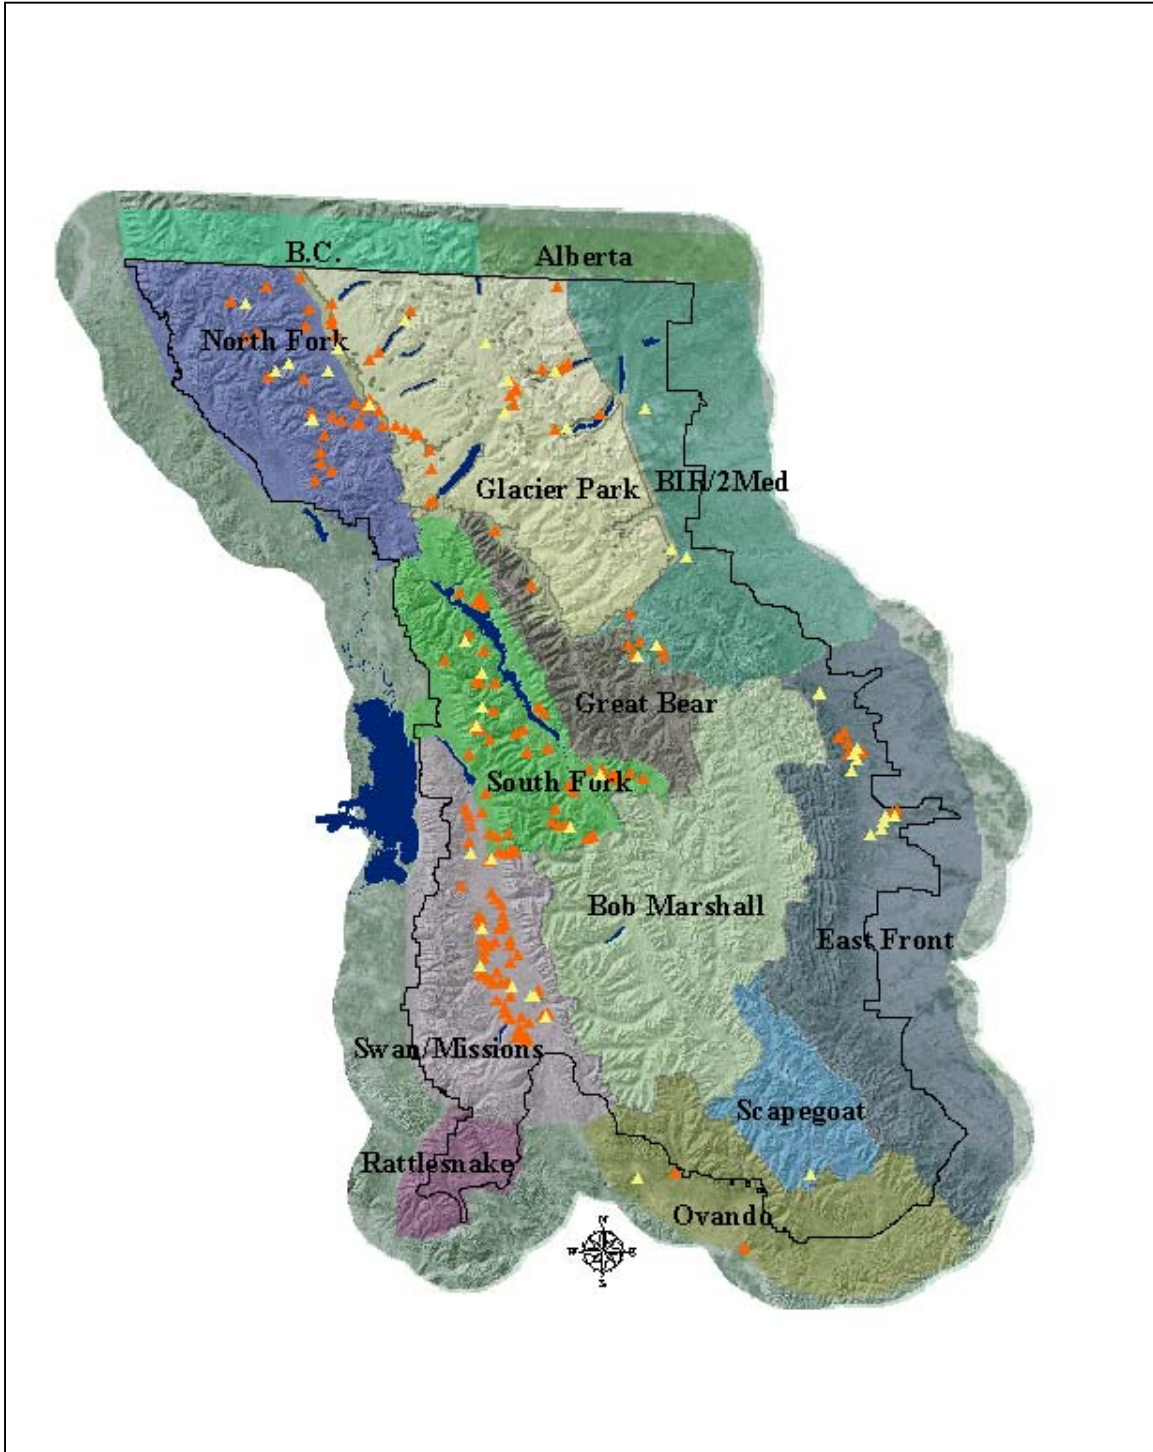 B.C.
Alberta
North Fork
Glacier Park
BIR/2Med
Great Bear
South Fork
Bob Marshall
East Front
Swan/Missions
Scapegoat
Rattlesnake
Ovando
N
W
E
S